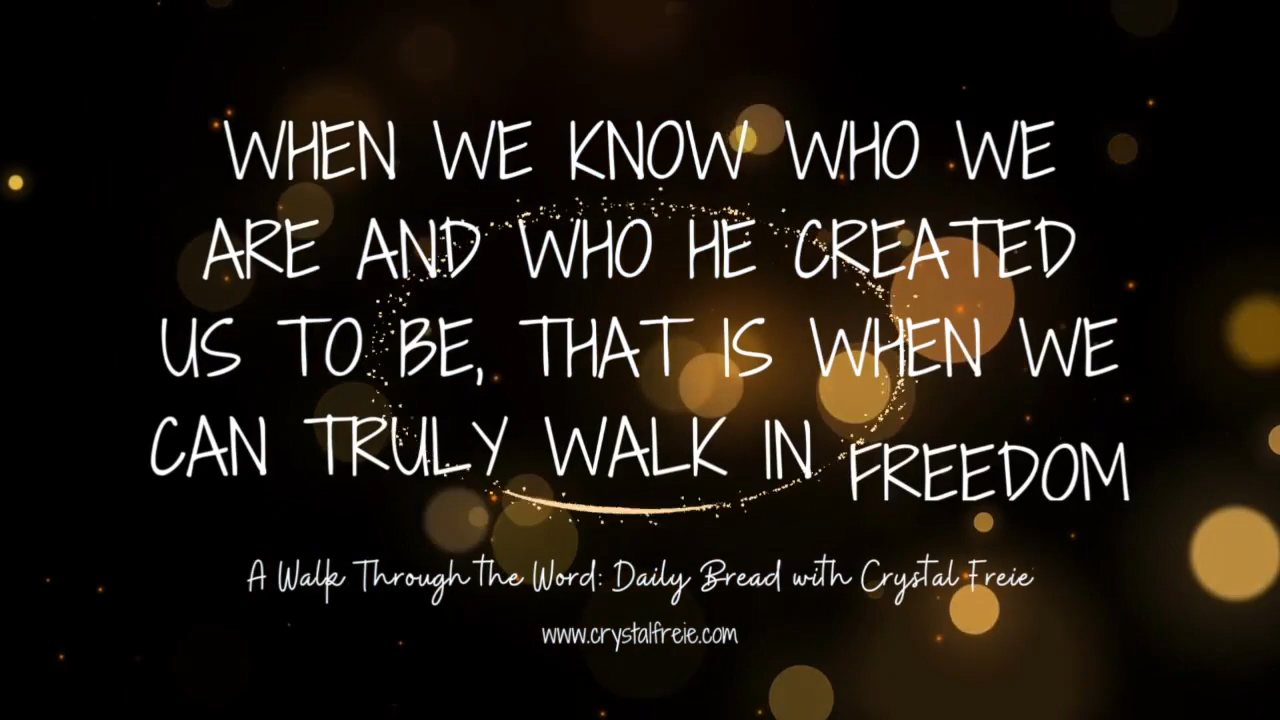 WHEN WE KNOW WHO WE
ARE AND WHO HE CREATED
US TO BE, THAT IS WHEN WE
CAN TRULY WALK IN FREEDOM
A Walk Through the Word: Daily Bread with Crystal Freie
www.crystalfreie.com